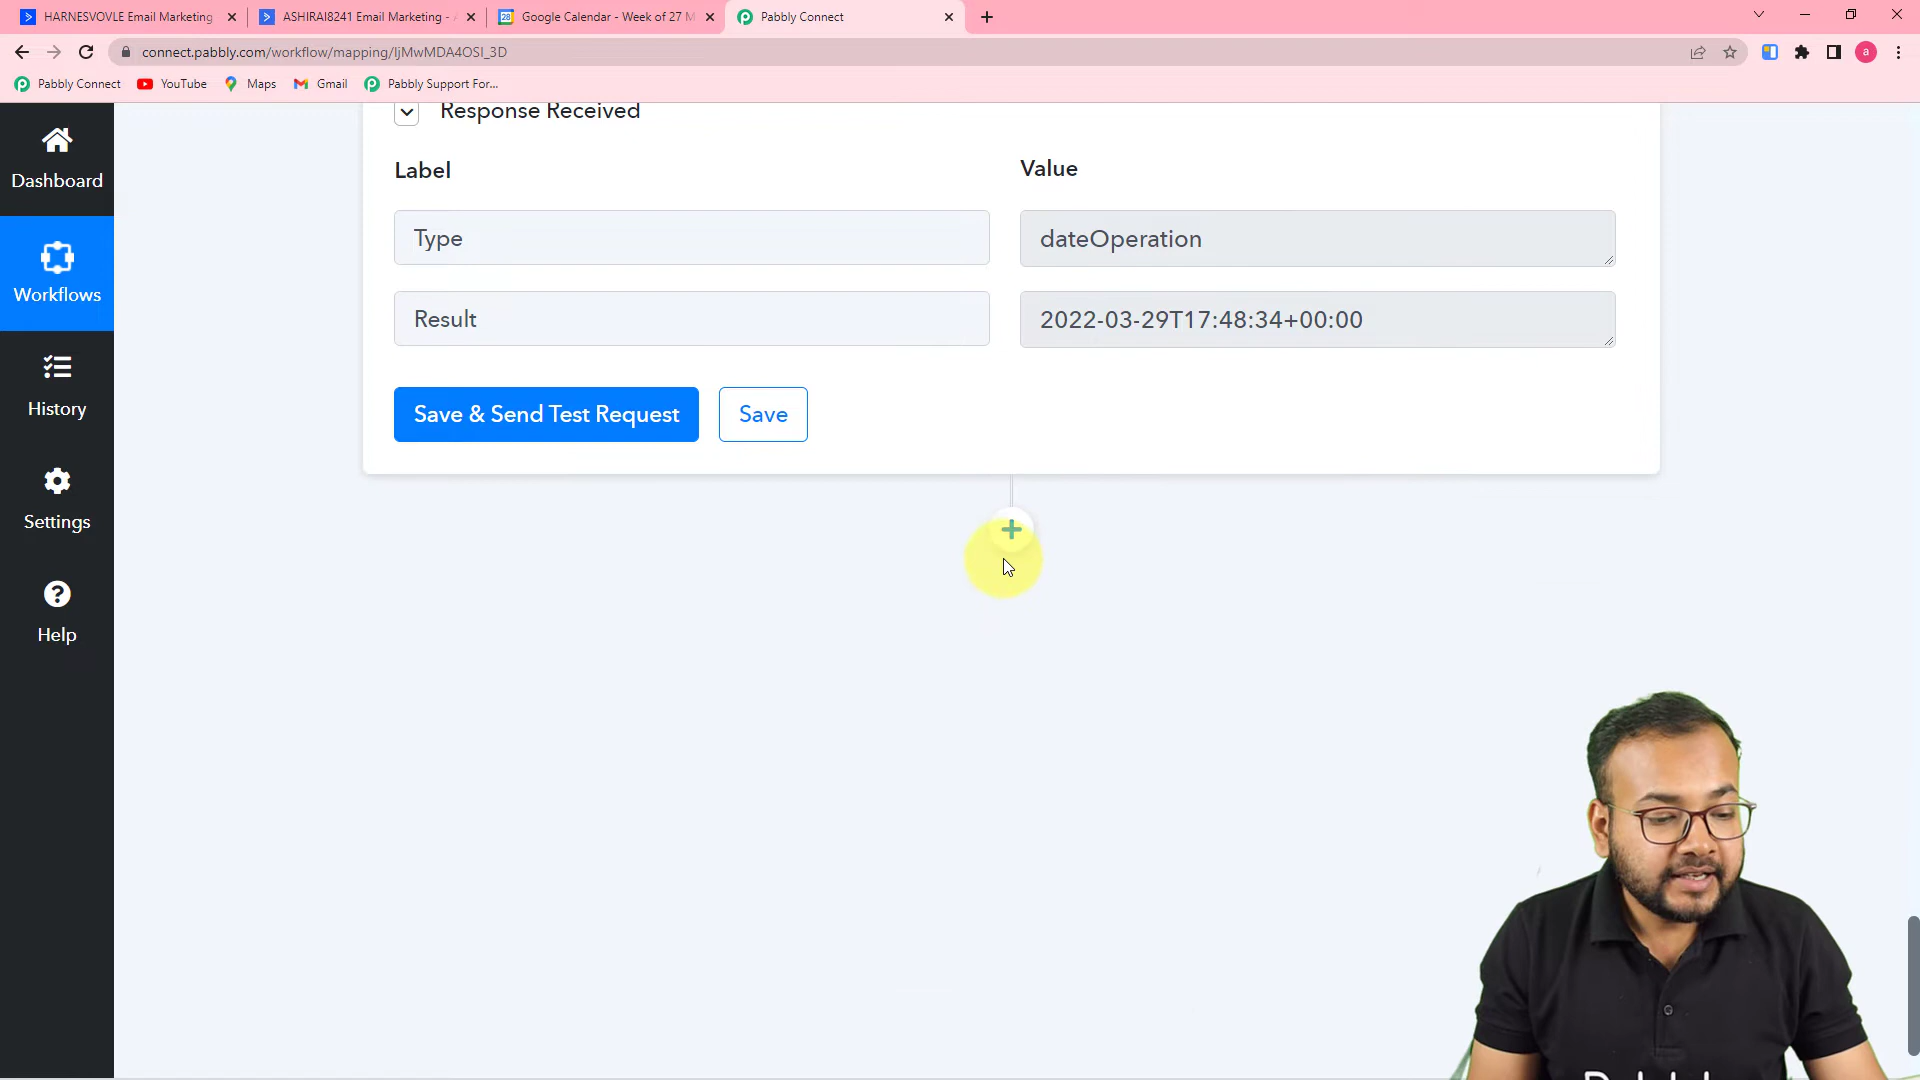 HARNESVOVLE Email Marketing
ASHIRAI8241 Email Marketing - A
28
Google Calendar - Week of 27 M
Pabbly Connect
connect.pabbly.com/workflow/mapping/IjMwMDA4OSI_3D
a
Pabbly Connect
YouTube
Maps
Gmail
Pabbly Support For...
Response Received
Dashboard
Label
Value
Type
dateOperation
Workflows
Result
2022-03-29T17:48:34+00:00
History
Save & Send Test Request
Save
Settings
Help